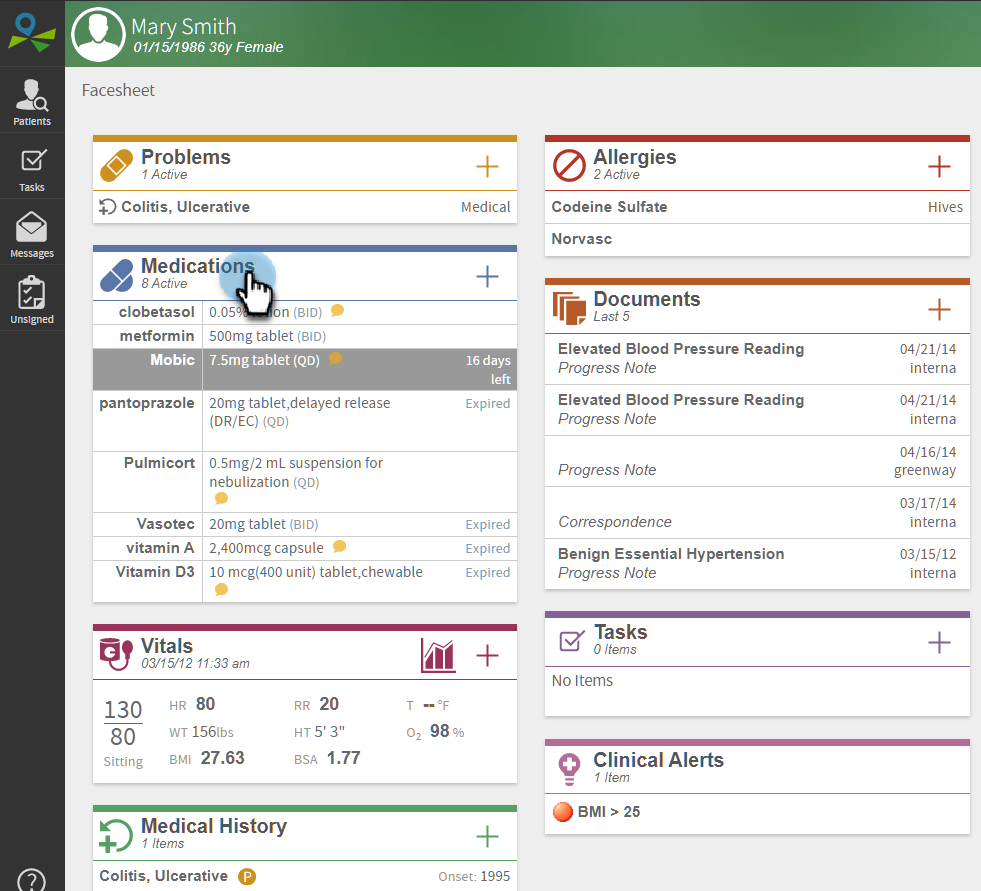 Mary Smith
01/15/1986 36y Female
Patients
Tasks
Messages
Unsigned
Facesheet
Problems
1 Active
Colitis, Ulcerative Medical
Medications
8 Active
clobetasol 0.05% (BID)
metformin 500mg tablet (BID)
Mobic 7.5mg tablet (QD) 16 days
left
pantoprazole 20mg tablet,delayed release Expired
(DR/EC) (QD)
Pulmicort 0.5mg/2 mL suspension for
nebulization (QD)
Vasotec 20mg tablet (BID) Expired
vitamin A 2,400mcg capsule Expired
Vitamin D3 10 mcg(400 unit) tablet,chewable Expired
Vitals
03/15/12 11:33 am
130 HR 80 RR 20 T -- °F
80 WT 156lbs HT 5' 3" O2 98 %
Sitting BMI 27.63 BSA 1.77
Medical History
1 Items
Colitis, Ulcerative P Onset: 1995
Allergies
2 Active
Codeine Sulfate Hives
Norvasc
Documents
Last 5
Elevated Blood Pressure Reading 04/21/14
Progress Note interna
Elevated Blood Pressure Reading 04/21/14
Progress Note interna
04/16/14
Progress Note greenway
03/17/14
Correspondence interna
Benign Essential Hypertension 03/15/12
Progress Note interna
Tasks
0 Items
No Items
Clinical Alerts
1 Item
BMI > 25
?